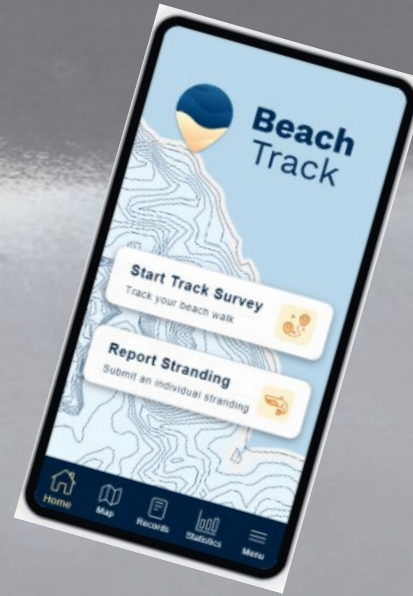 Beach
Track
Start Track Survey
Track your beach walk
Report Stranding
Submit an individual stranding
Home
Map
Records
Statistics
Menu